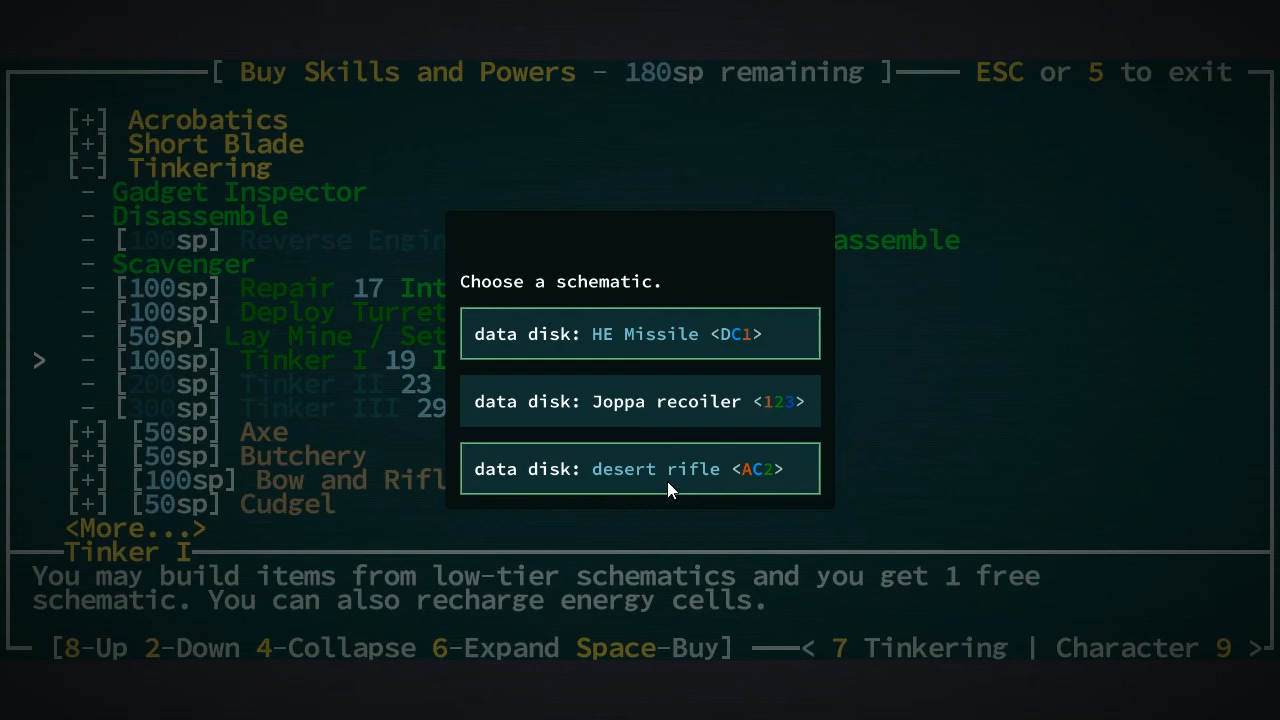 [ Buy Skills and Powers - 180sp remaining ] ESC or 5 to exit
[+] Acrobatics
[+] Short Blade
[-] Tinkering
- Gadget Inspector
- Disassemble
- [100sp] Reverse Engin assemble
- Scavenger
- [100sp] Repair 17 Int
- [100sp] Deploy Turret
- [50sp] Lay Mine / Set
> - [100sp] Tinker I 19 I
- [200sp] Tinker II 23
- [300sp] Tinker III 29
[+] [50sp] Axe
[+] [50sp] Butchery
[+] [100sp] Bow and Rifl
[+] [50sp] Cudgel
<More...>
Choose a schematic.
data disk: HE Missile <DC1>
data disk: Joppa recoiler <123>
data disk: desert rifle <AC2>
Tinker I
You may build items from low-tier schematics and you get 1 free
schematic. You can also recharge energy cells.
[8-Up 2-Down 4-Collapse 6-Expand Space-Buy] < 7 Tinkering | Character 9 >